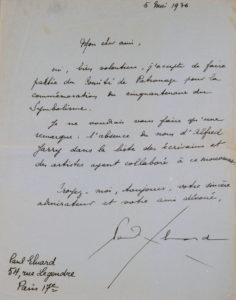 5 Mai 1936
Mon cher ami,
oui, bien volontiers, j'accepte de faire
partie du Comité de Patronage pour la
commémoration du cinquantenaire du
Symbolisme.
Je ne voudrais vous faire qu'une
remarque: l'absence du nom d'Alfred
Jarry dans la liste des écrivains et
des artistes ayant collaboré à ce mouvement.
Croyez-moi, toujours, votre sincère
admirateur et votre ami dévoué,
Paul Eluard
Paul Eluard
54, rue Legendre
Paris 17e